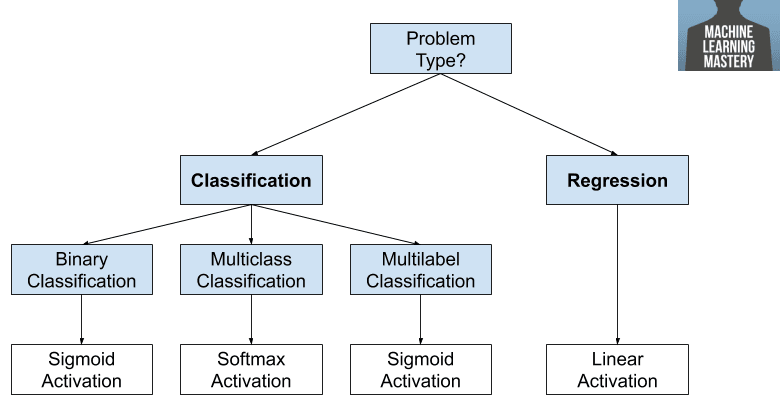 Problem
Type?
MACHINE
LEARNING
MASTERY
Classification
Regression
Binary
Classification
Multiclass
Classification
Multilabel
Classification
Sigmoid
Activation
Softmax
Activation
Sigmoid
Activation
Linear
Activation